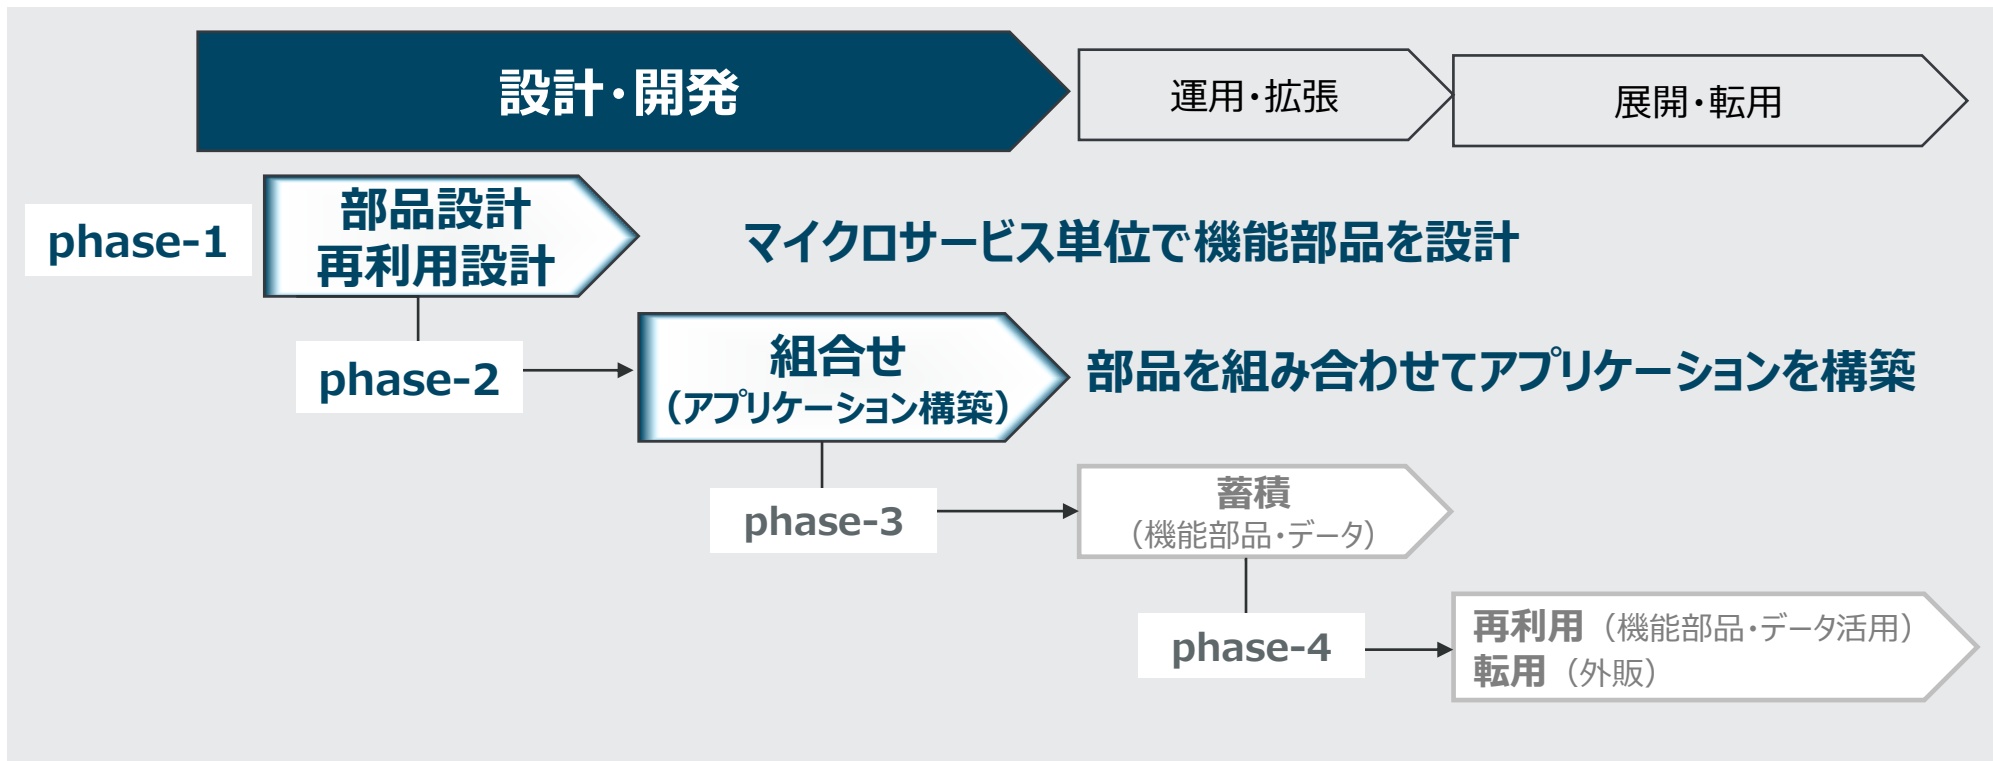 設計・開発
運用・拡張
展開・転用
phase-1
部品設計
再利用設計
マイクロサービス単位で機能部品を設計
phase-2
組合せ
（アプリケーション構築）
部品を組み合わせてアプリケーションを構築
phase-3
蓄積
（機能部品・データ）
phase-4
再利用（機能部品・データ活用）
転用（外販）